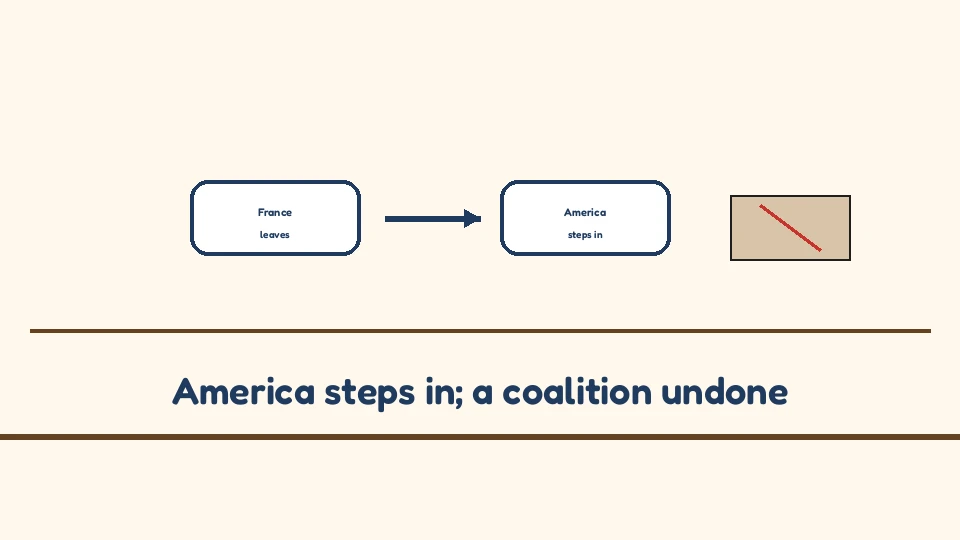 France
leaves
America
steps in
America steps in; a coalition undone